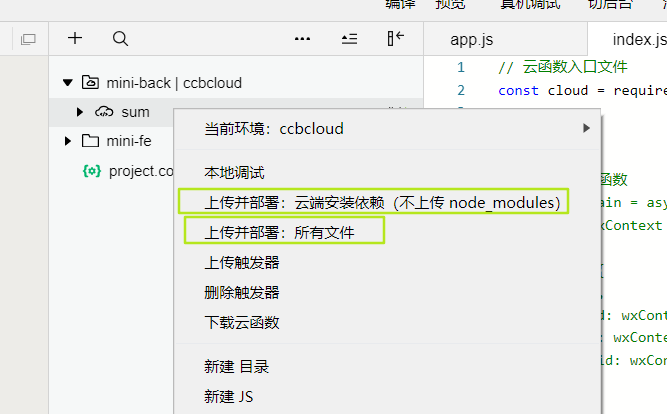 编译 预览 真机调试 切后台
app.js index.js
mini-back | ccbcloud
sum
mini-fe
project.co
1 // 云函数入口文件
2 const cloud = require
当前环境：ccbcloud
本地调试
上传并部署：云端安装依赖（不上传 node_modules）
上传并部署：所有文件
上传触发器
删除触发器
下载云函数
新建 目录
新建 JS
函数
ain = asy
xContext
d: wxCont
: wxConte
id: wxCon